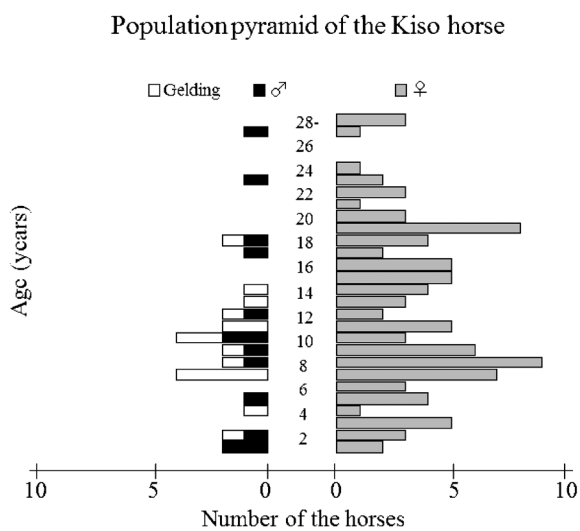 Population pyramid of the Kiso horse
Gelding ♂ ♀
28-
26
24
22
20
18
16
14
12
10
8
6
4
2
Age (years)
10 5 0 0 5 10
Number of the horses